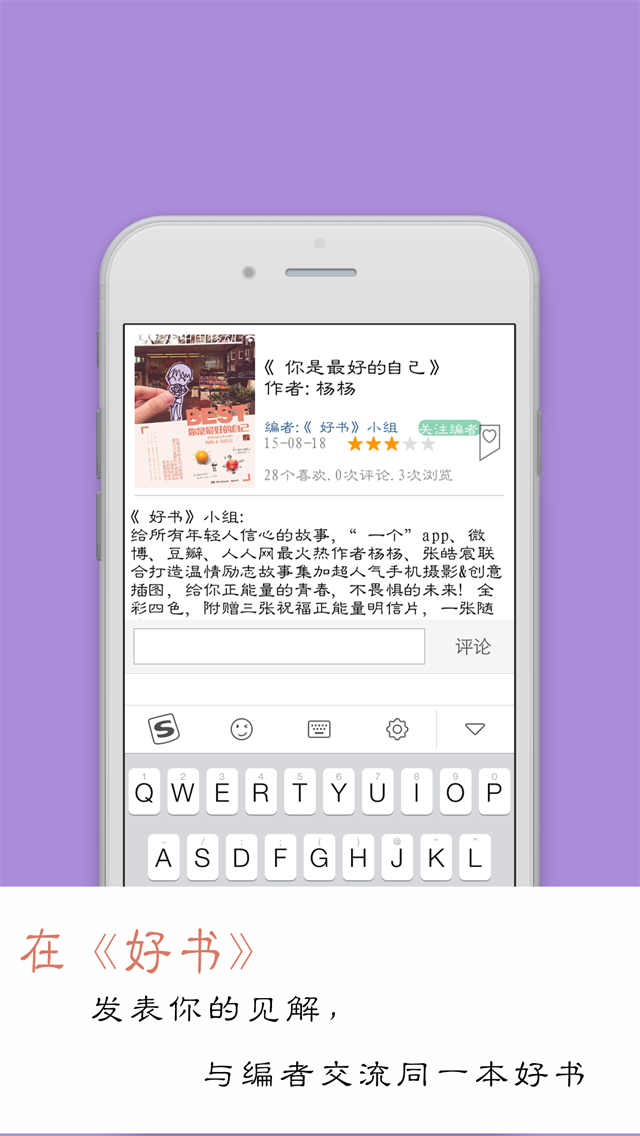 《 你是最好的自己》
作者: 杨杨
BEST
你是最好的自己
编者:《 好书》小组
关注编者
15-08-18
28个喜欢. 0次评论. 3次浏览
《 好书》小组:
给所有年轻人信心的故事, “ 一个”app、微
博、豆瓣、人人网最火热作者杨杨、张皓宸联
合打造温情励志故事集加超人气手机摄影&创意
插图, 给你正能量的青春, 不畏惧的未来! 全
彩四色, 附赠三张祝福正能量明信片, 一张随
评论
S
1 2 3 4 5 6 7 8 9 0
Q W E R T Y U I O P
~ / : ; ( ) @ “ ”
A S D F G H J K L
在《好书》
发表你的见解,
与编者交流同一本好书